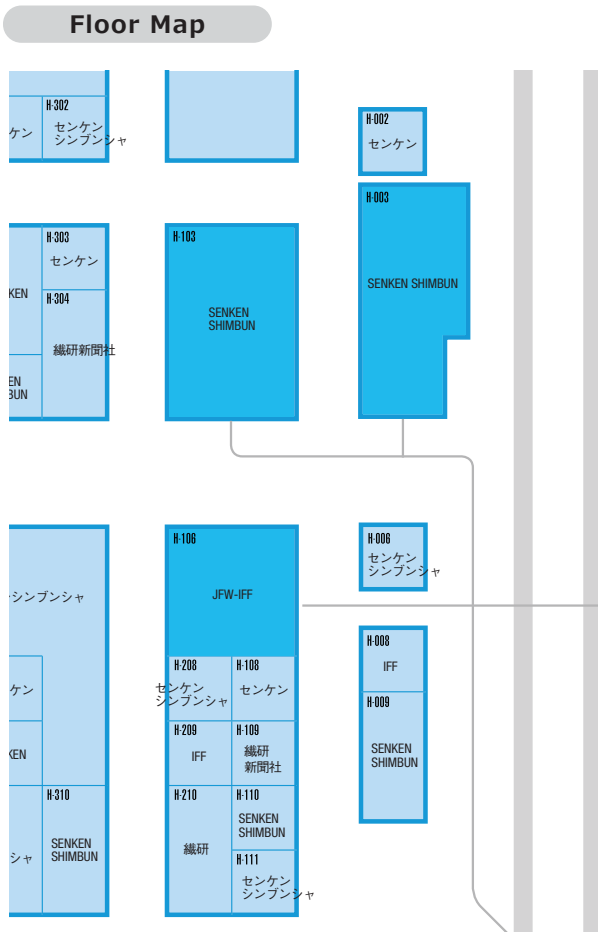 Floor Map
H-302
ケン
センケン
シンブンシャ
H-002
センケン
H-003
SENKEN SHIMBUN
H-103
SENKEN
SHIMBUN
H-303
センケン
KEN
H-304
繊研新聞社
EN
BUN
H-106
JFW-IFF
H-006
センケン
シンブンシャ
シンブンシャ
H-208
センケン
シンブンシャ
H-108
センケン
H-008
IFF
ケン
H-009
SENKEN
SHIMBUN
H-209
IFF
H-109
繊研
新聞社
KEN
H-310
SENKEN
SHIMBUN
シャ
H-210
繊研
H-110
SENKEN
SHIMBUN
H-111
センケン
シンブンシャ